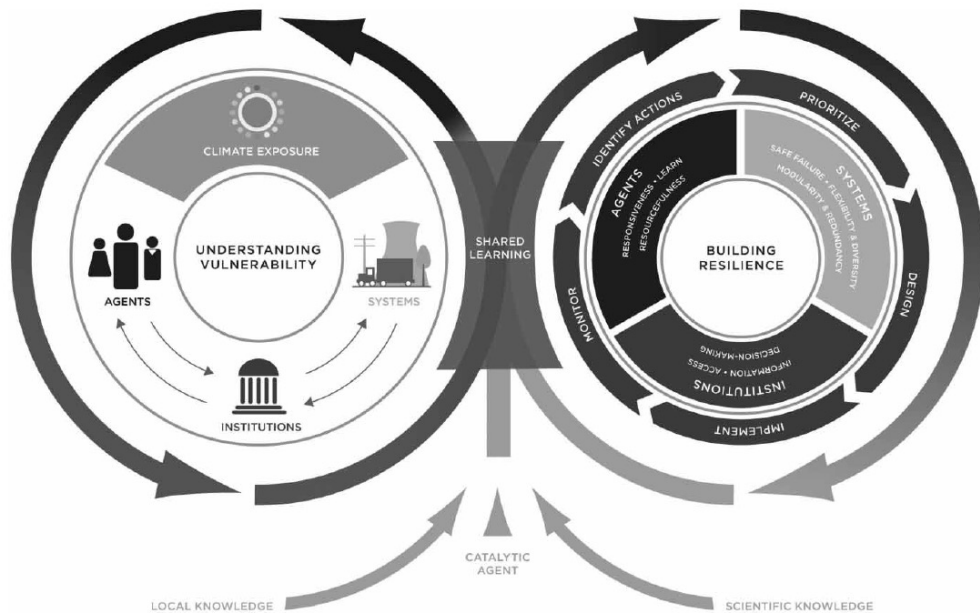 CLIMATE EXPOSURE
UNDERSTANDING
VULNERABILITY
AGENTS
SYSTEMS
INSTITUTIONS
SHARED
LEARNING
IDENTIFY ACTIONS
PRIORITIZE
DESIGN
IMPLEMENT
MONITOR
AGENTS
RESPONSIVENESS • LEARN
RESOURCEFULNESS
SYSTEMS
SAFE FAILURE • FLEXIBILITY & DIVERSITY
MODULARITY & REDUNDANCY
BUILDING
RESILIENCE
INSTITUTIONS
INFORMATION • ACCESS
DECISION-MAKING
CATALYTIC
AGENT
LOCAL KNOWLEDGE
SCIENTIFIC KNOWLEDGE